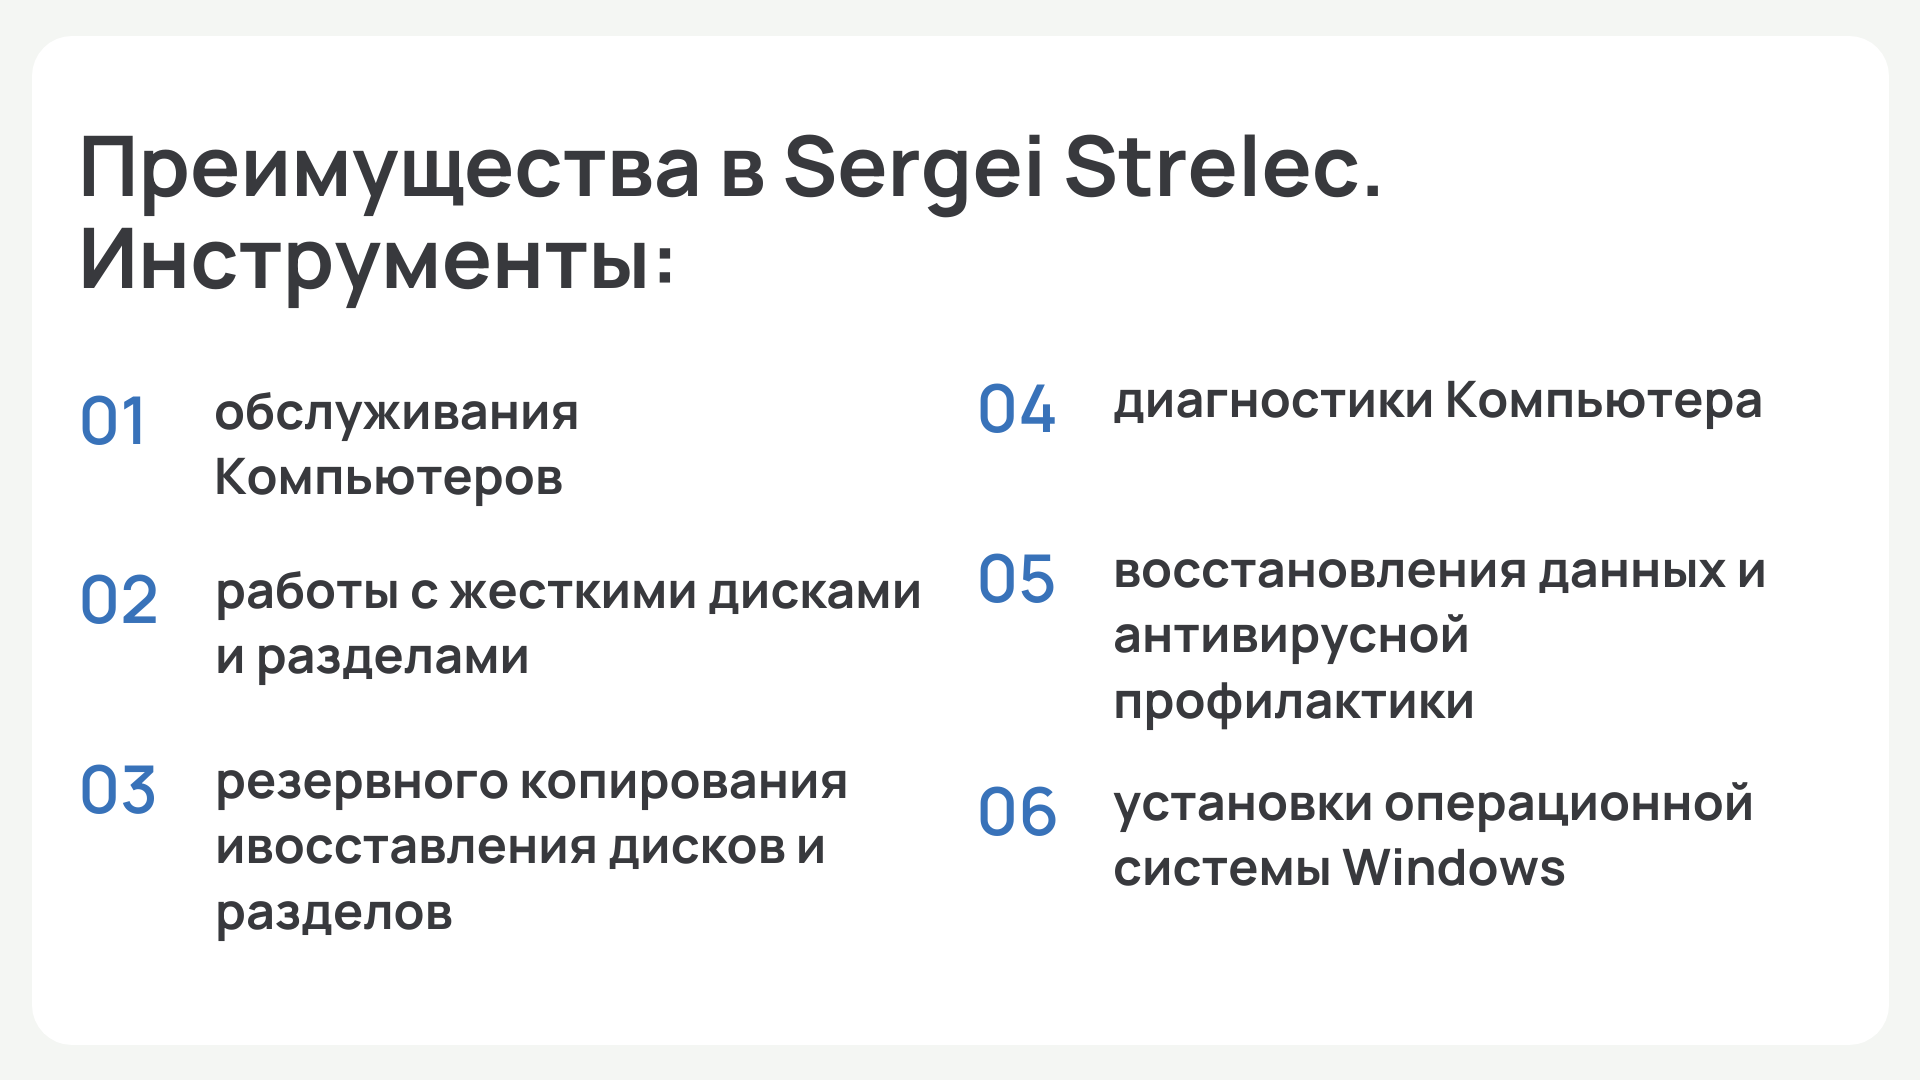 Преимущества в Sergei Strelec.
Инструменты:
01
обслуживания
Компьютеров
02
работы с жесткими дисками
и разделами
03
резервного копирования
ивосставления дисков и
разделов
04
диагностики Компьютера
05
восстановления данных и
антивирусной
профилактики
06
установки операционной
системы Windows